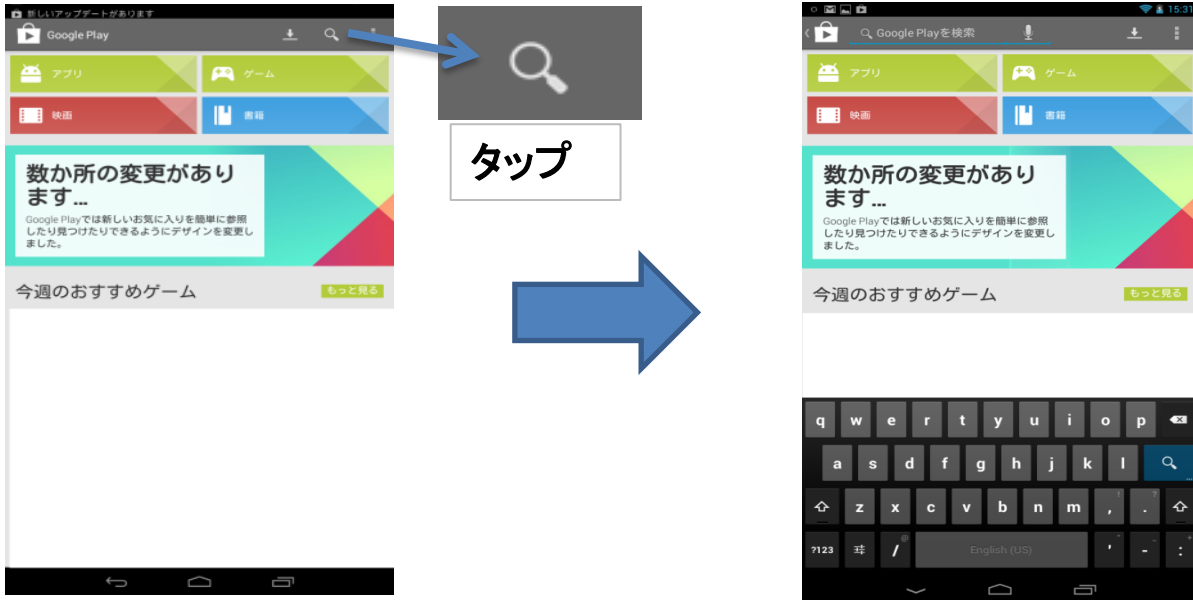 新しいアップデートがあります
Google Play
アプリ
ゲーム
映画
書籍
数か所の変更があり
ます...
Google Playでは新しいお気に入りを簡単に参照
したり見つけたりできるようにデザインを変更し
ました。
今週のおすすめゲーム
もっと見る
タップ
15:31
Google Playを検索
アプリ
ゲーム
映画
書籍
数か所の変更があり
ます...
Google Playでは新しいお気に入りを簡単に参照
したり見つけたりできるようにデザインを変更し
ました。
今週のおすすめゲーム
もっと見る
q w e r t y u i o p
a s d f g h j k l
z x c v b n m , ! . ?
?123 / @ English (US) ' " - _ : +